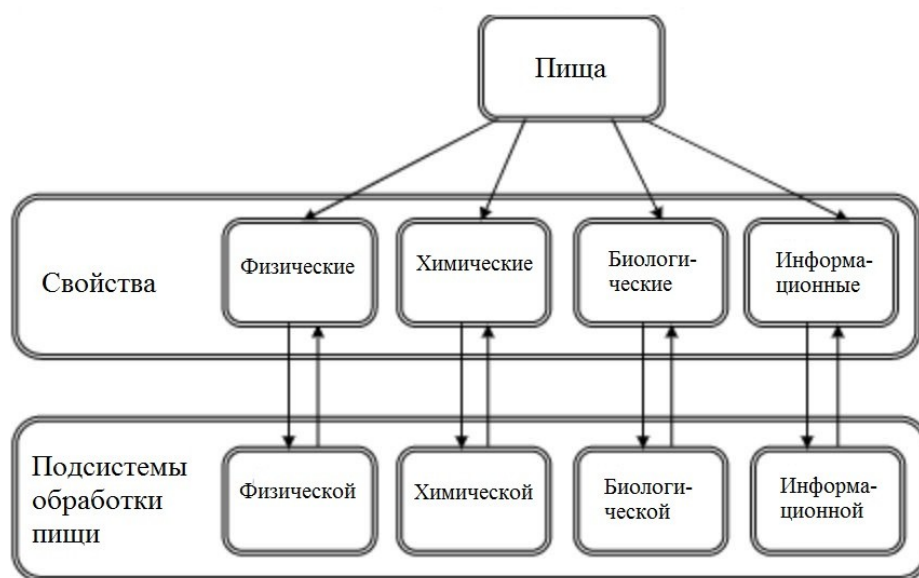 Пища
Свойства
Физические
Химические
Биологи-
ческие
Информа-
ционные
Подсистемы
обработки
пищи
Физической
Химической
Биологи-
ческой
Информа-
ционной